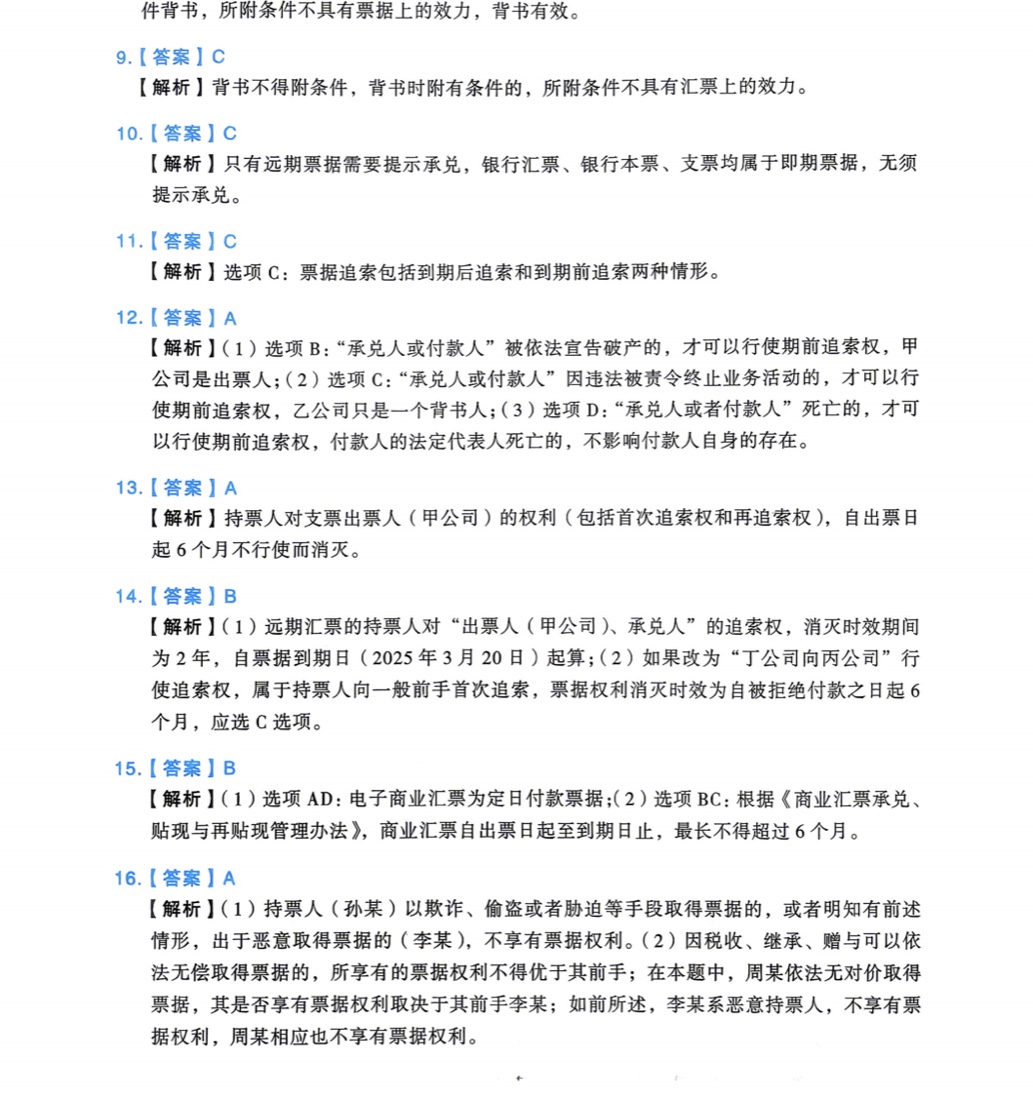 件背书，所附条件不具有票据上的效力，背书有效。
9.【答案】C
【解析】背书不得附条件，背书时附有条件的，所附条件不具有汇票上的效力。
10.【答案】C
【解析】只有远期票据需要提示承兑，银行汇票、银行本票、支票均属于即期票据，无须
提示承兑。
11.【答案】C
【解析】选项 C：票据追索包括到期后追索和到期前追索两种情形。
12.【答案】A
【解析】（1）选项 B：“承兑人或付款人”被依法宣告破产的，才可以行使期前追索权，甲
公司是出票人；（2）选项 C：“承兑人或付款人”因违法被责令终止业务活动的，才可以行
使期前追索权，乙公司只是一个背书人；（3）选项 D：“承兑人或者付款人”死亡的，才可
以行使期前追索权，付款人的法定代表人死亡的，不影响付款人自身的存在。
13.【答案】A
【解析】持票人对支票出票人（甲公司）的权利（包括首次追索权和再追索权），自出票日
起 6 个月不行使而消灭。
14.【答案】B
【解析】（1）远期汇票的持票人对“出票人（甲公司）、承兑人”的追索权，消灭时效期间
为 2 年，自票据到期日（2025 年 3 月 20 日）起算；（2）如果改为“丁公司向丙公司”行
使追索权，属于持票人向一般前手首次追索，票据权利消灭时效为自被拒绝付款之日起 6
个月，应选 C 选项。
15.【答案】B
【解析】（1）选项 AD：电子商业汇票为定日付款票据；（2）选项 BC：根据《商业汇票承兑、
贴现与再贴现管理办法》，商业汇票自出票日起至到期日止，最长不得超过 6 个月。
16.【答案】A
【解析】（1）持票人（孙某）以欺诈、偷盗或者胁迫等手段取得票据的，或者明知有前述
情形，出于恶意取得票据的（李某），不享有票据权利。（2）因税收、继承、赠与可以依
法无偿取得票据的，所享有的票据权利不得优于其前手；在本题中，周某依法无对价取得
票据，其是否享有票据权利取决于其前手李某；如前所述，李某系恶意持票人，不享有票
据权利，周某相应也不享有票据权利。